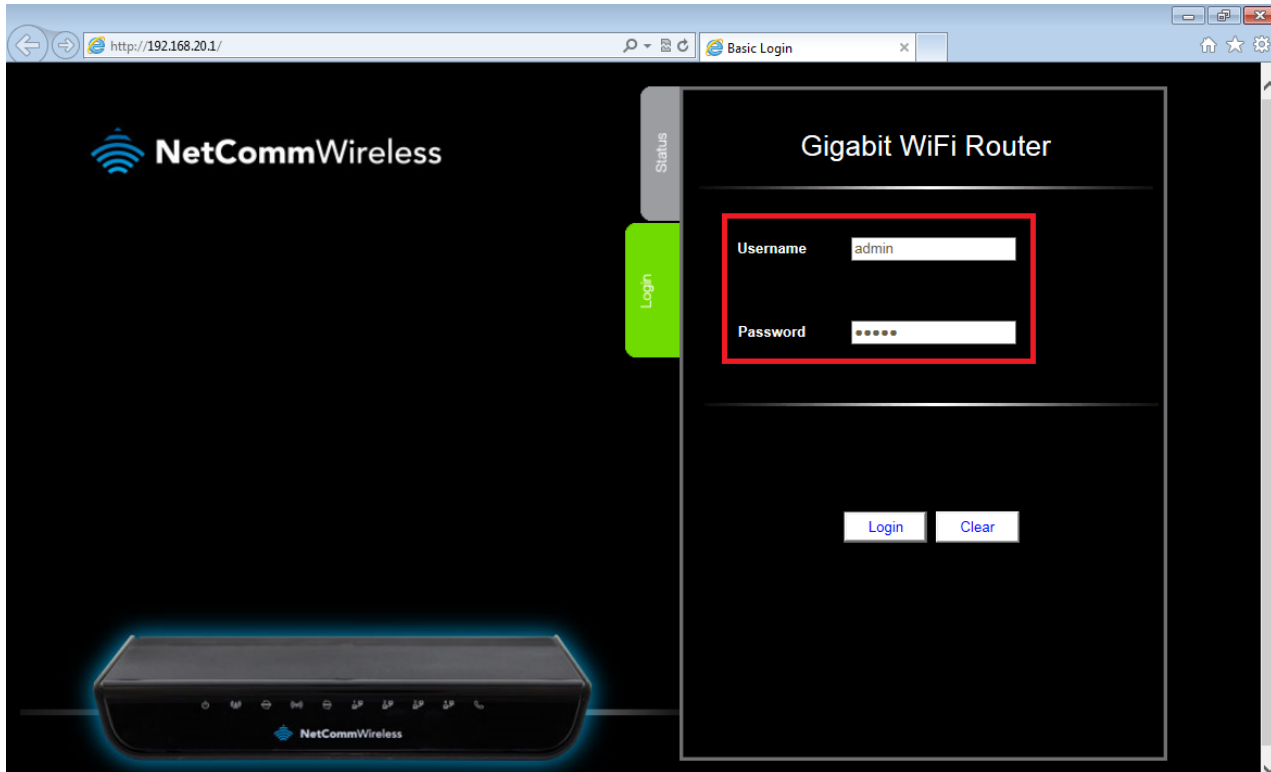 http://192.168.20.1/
Basic Login
NetCommWireless
Status
Login
Gigabit WiFi Router
Username admin
Password •••••
Login Clear
NetCommWireless